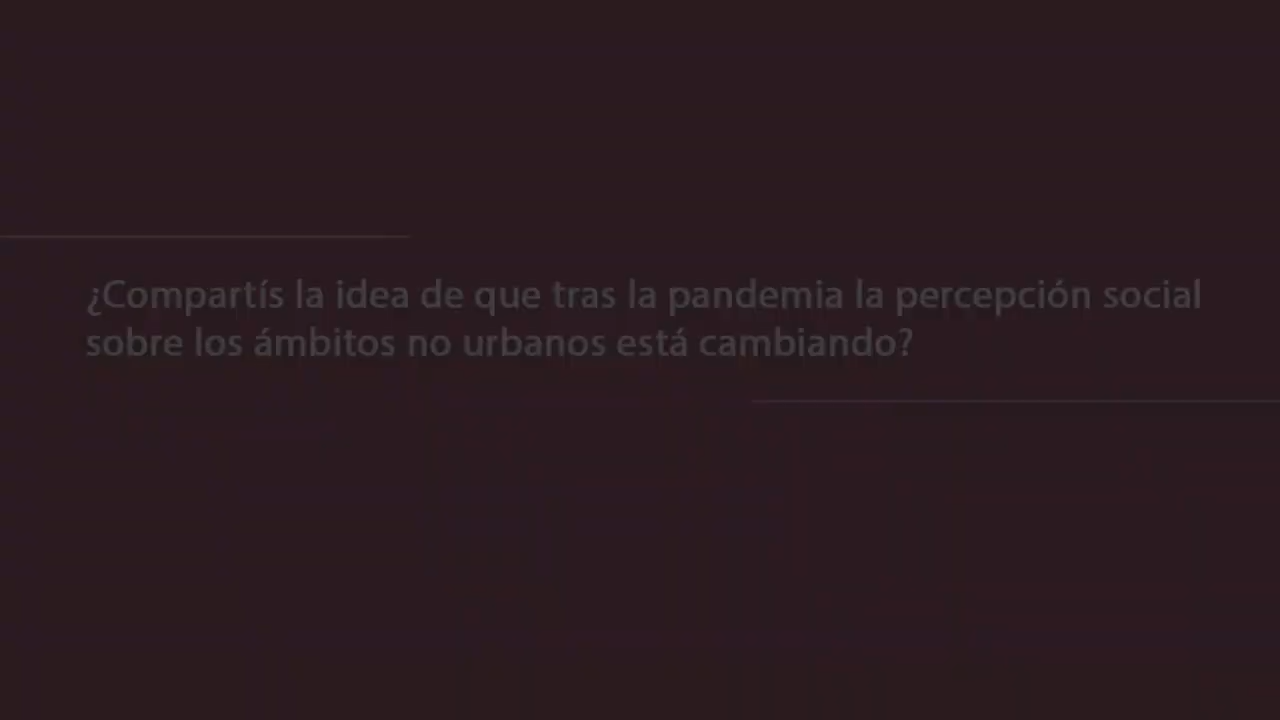 ¿Compartís la idea de que tras la pandemia la percepción social
sobre los ámbitos no urbanos está cambiando?